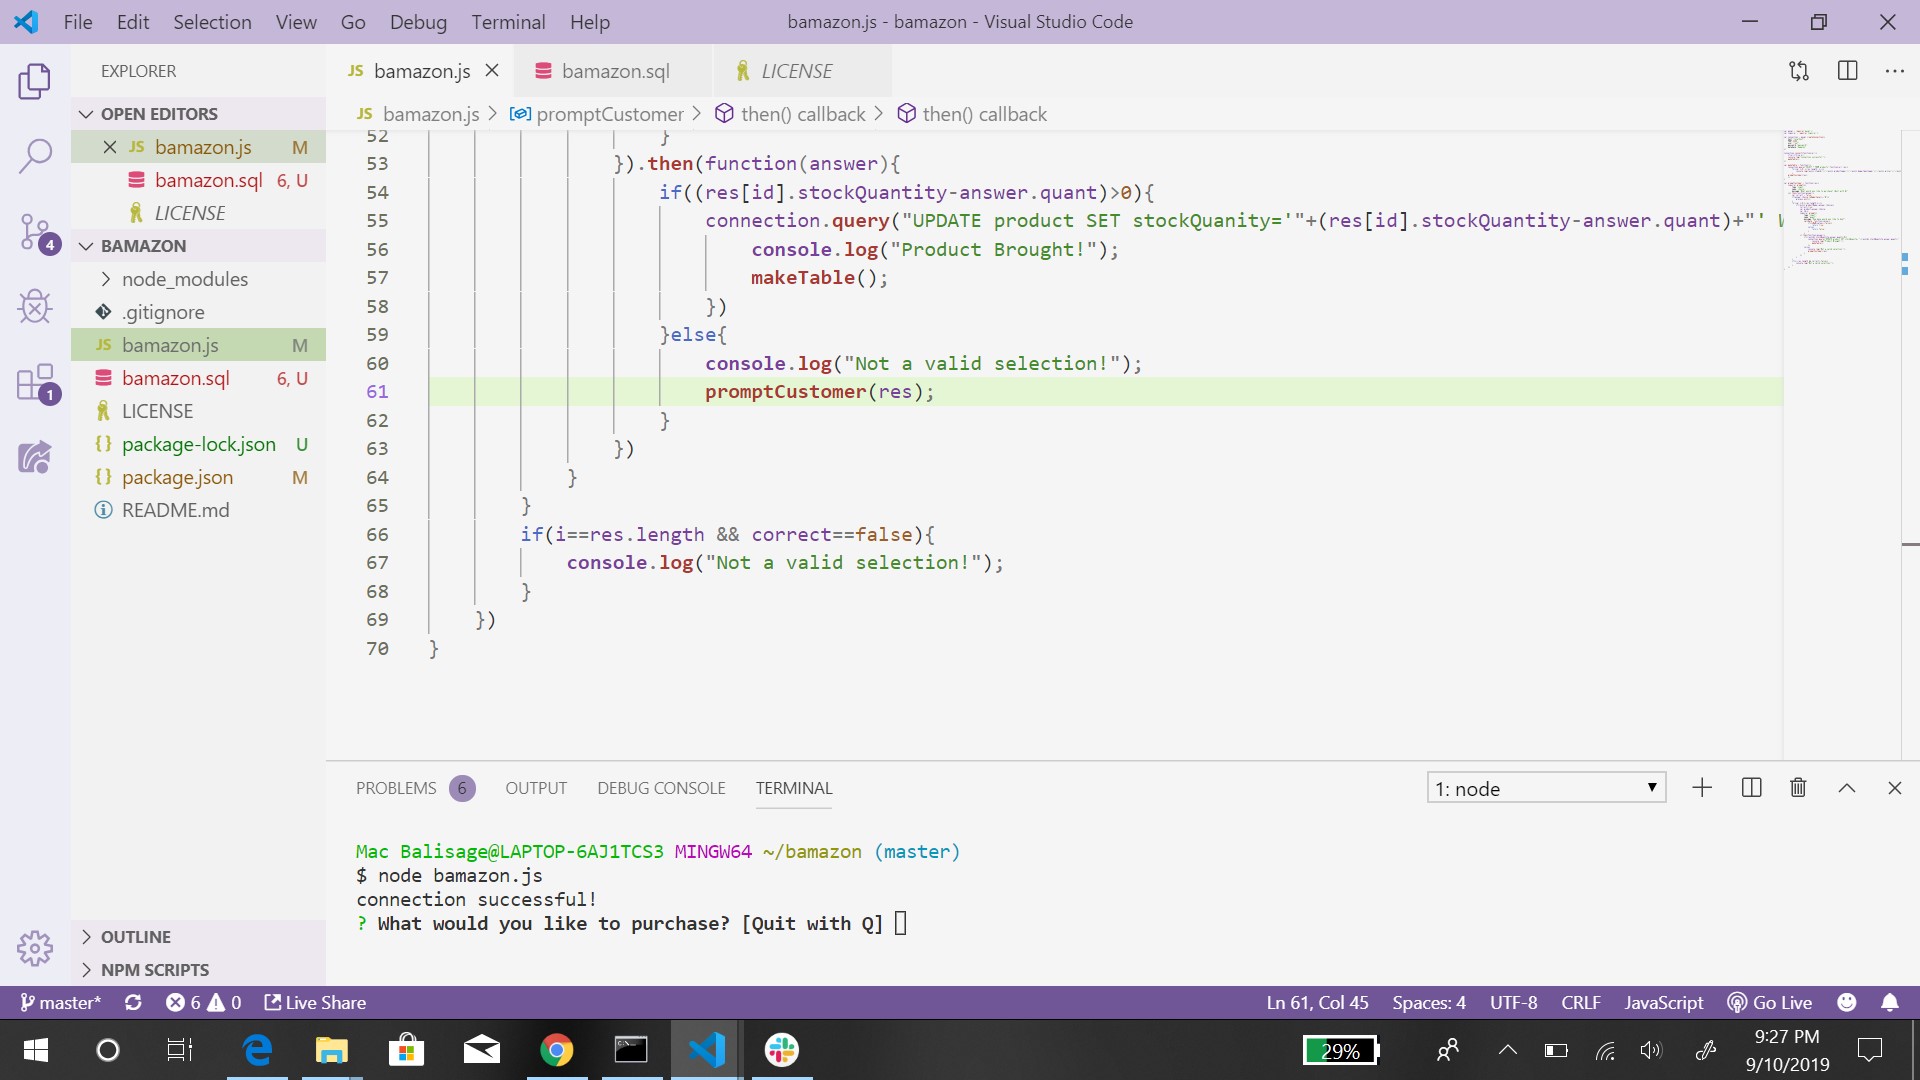 File Edit Selection View Go Debug Terminal Help
bamazon.js - bamazon - Visual Studio Code
EXPLORER
OPEN EDITORS
JS bamazon.js M
bamazon.sql 6, U
LICENSE
BAMAZON
node_modules
.gitignore
JS bamazon.js M
bamazon.sql 6, U
LICENSE
{} package-lock.json U
{} package.json M
README.md
OUTLINE
NPM SCRIPTS
4
1
JS bamazon.js
bamazon.sql
LICENSE
JS bamazon.js > promptCustomer > then() callback > then() callback
52 }
53 }).then(function(answer){
54 if((res[id].stockQuantity-answer.quant)>0){
55 connection.query("UPDATE product SET stockQuanity='"+(res[id].stockQuantity-answer.quant)+"'
56 console.log("Product Brought!");
57 makeTable();
58 })
59 }else{
60 console.log("Not a valid selection!");
61 promptCustomer(res);
62 }
63 })
64 }
65 }
66 if(i==res.length && correct==false){
67 console.log("Not a valid selection!");
68 }
69 })
70 }
PROBLEMS 6 OUTPUT DEBUG CONSOLE TERMINAL
1: node
Mac Balisage@LAPTOP-6AJ1TCS3 MINGW64 ~/bamazon (master)
$ node bamazon.js
connection successful!
? What would you like to purchase? [Quit with Q]
master* 6 0 Live Share
Ln 61, Col 45 Spaces: 4 UTF-8 CRLF JavaScript Go Live
29%
9:27 PM
9/10/2019